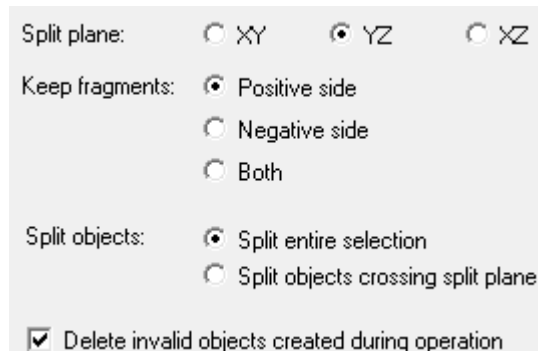 Split plane: XY YZ XZ
Keep fragments: Positive side
Negative side
Both
Split objects: Split entire selection
Split objects crossing split plane
Delete invalid objects created during operation